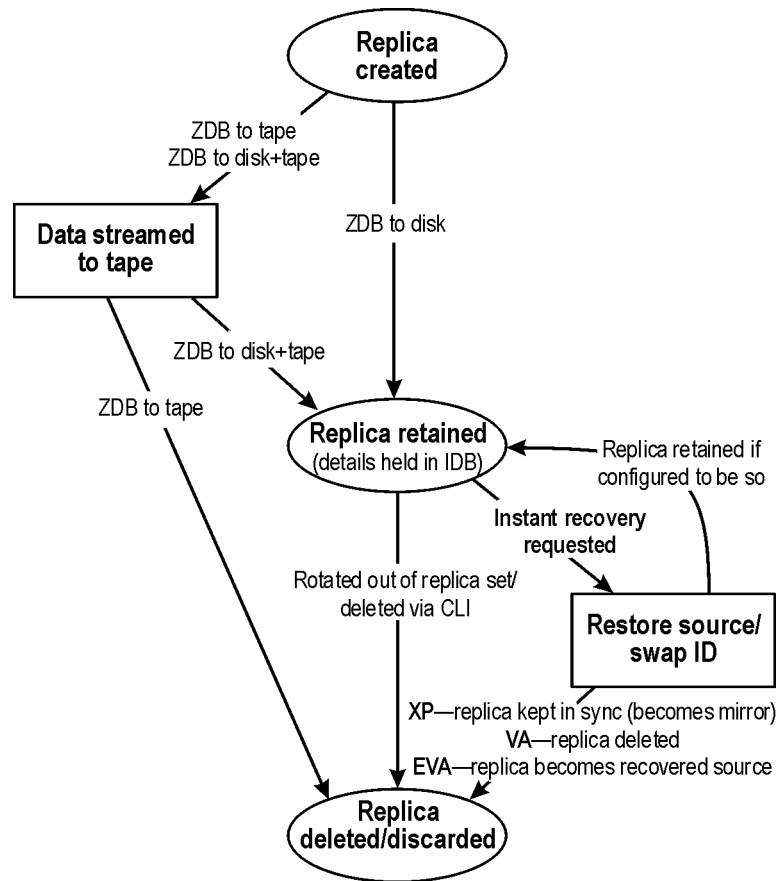 Replica
created
ZDB to tape
ZDB to disk+tape
Data streamed
to tape
ZDB to disk
ZDB to disk+tape
ZDB to tape
Replica retained
(details held in IDB)
Replica retained if
configured to be so
Instant recovery
requested
Rotated out of replica set/
deleted via CLI
Restore source/
swap ID
XP—replica kept in sync (becomes mirror)
VA—replica deleted
EVA—replica becomes recovered source
Replica
deleted/discarded